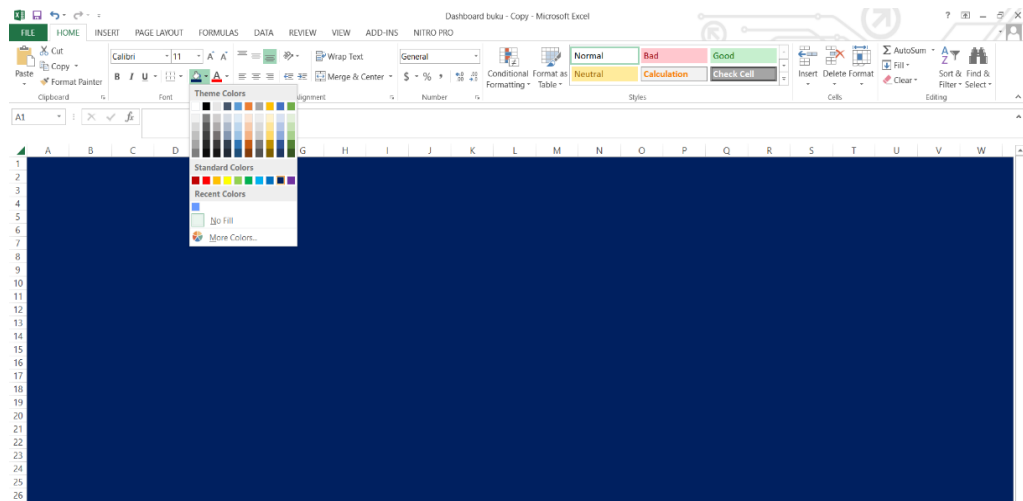 Dashboard buku - Copy - Microsoft Excel
FILE HOME INSERT PAGE LAYOUT FORMULAS DATA REVIEW VIEW ADD-INS NITRO PRO
Paste
Cut
Copy
Format Painter
Clipboard
Calibri 11 A A
B I U A
Font
Wrap Text
Merge & Center
lignment
General
$ % ,
Number
Conditional Formatting
Format as Table
Normal Bad Good
Neutral Calculation Check Cell
Styles
Insert Delete Format
Cells
AutoSum
Fill
Clear
Sort & Filter
Find & Select
Editing
A1 fx
Theme Colors
Standard Colors
Recent Colors
No Fill
More Colors...
A B C D G H I J K L M N O P Q R S T U V W
1
2
3
4
5
6
7
8
9
10
11
12
13
14
15
16
17
18
19
20
21
22
23
24
25
26